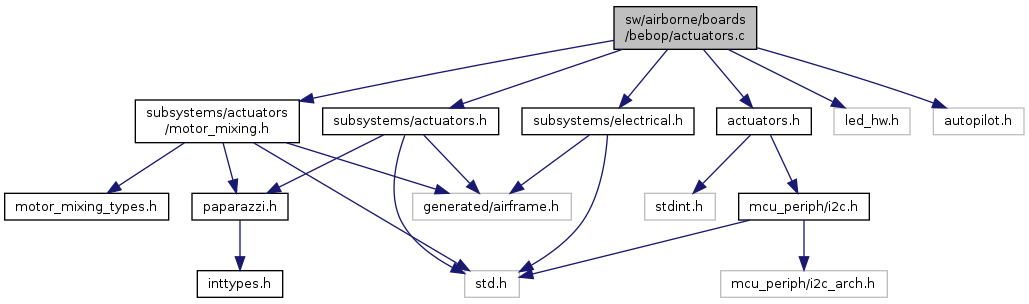 sw/airborne/boards
/bebop/actuators.c
subsystems/actuators
/motor_mixing.h
subsystems/actuators.h
subsystems/electrical.h
actuators.h
led_hw.h
autopilot.h
motor_mixing_types.h
paparazzi.h
generated/airframe.h
stdint.h
mcu_periph/i2c.h
inttypes.h
std.h
mcu_periph/i2c_arch.h